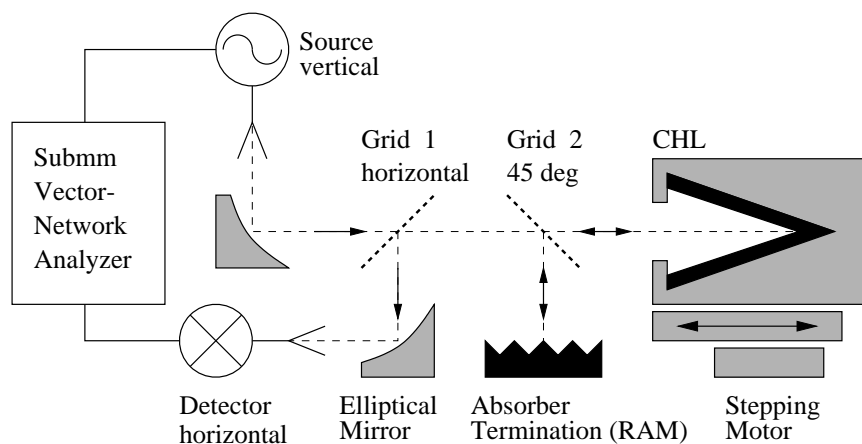 Source
vertical
Submm
Vector-
Network
Analyzer
Grid 1
horizontal
Grid 2
45 deg
CHL
Detector
horizontal
Elliptical
Mirror
Absorber
Termination (RAM)
Stepping
Motor